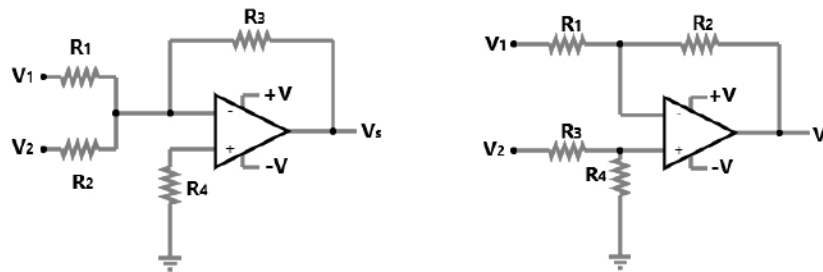 R1
R3
V1
R2
V2
-
+
+V
-V
Vs
R4
V1
R1
R2
V2
R3
R4
-
+
+V
-V
V